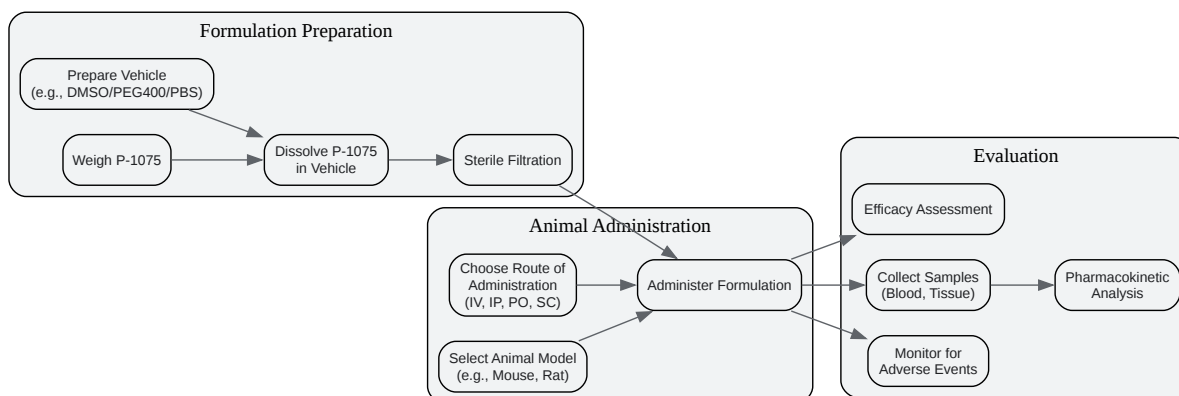 Formulation Preparation
Prepare Vehicle
(e.g., DMSO/PEG400/PBS)
Weigh P-1075
Dissolve P-1075
in Vehicle
Sterile Filtration
Animal Administration
Choose Route of
Administration
(IV, IP, PO, SC)
Administer Formulation
Select Animal Model
(e.g., Mouse, Rat)
Evaluation
Efficacy Assessment
Collect Samples
(Blood, Tissue)
Pharmacokinetic
Analysis
Monitor for
Adverse Events